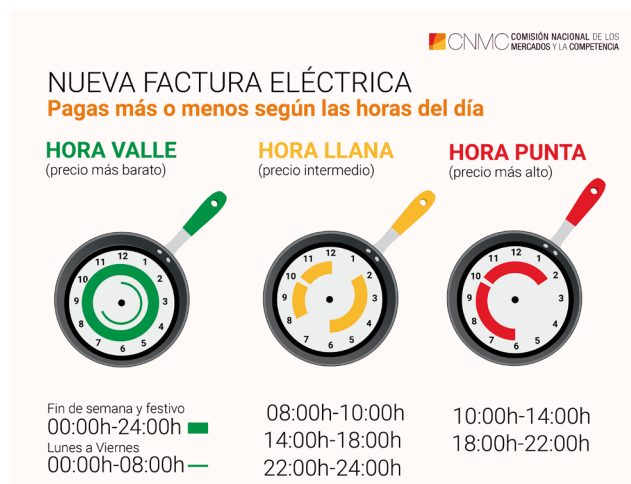 CNMC COMISIÓN NACIONAL DE LOS
MERCADOS Y LA COMPETENCIA
NUEVA FACTURA ELÉCTRICA
Pagas más o menos según las horas del día
HORA VALLE
(precio más barato)
HORA LLANA
(precio intermedio)
HORA PUNTA
(precio más alto)
12 1 2 3 4 5 6 7 8 9 10 11
12 1 2 3 4 5 6 7 8 9 10 11
12 1 2 3 4 5 6 7 8 9 10 11
Fin de semana y festivo
00:00h-24:00h
Lunes a Viernes
00:00h-08:00h
08:00h-10:00h
14:00h-18:00h
22:00h-24:00h
10:00h-14:00h
18:00h-22:00h